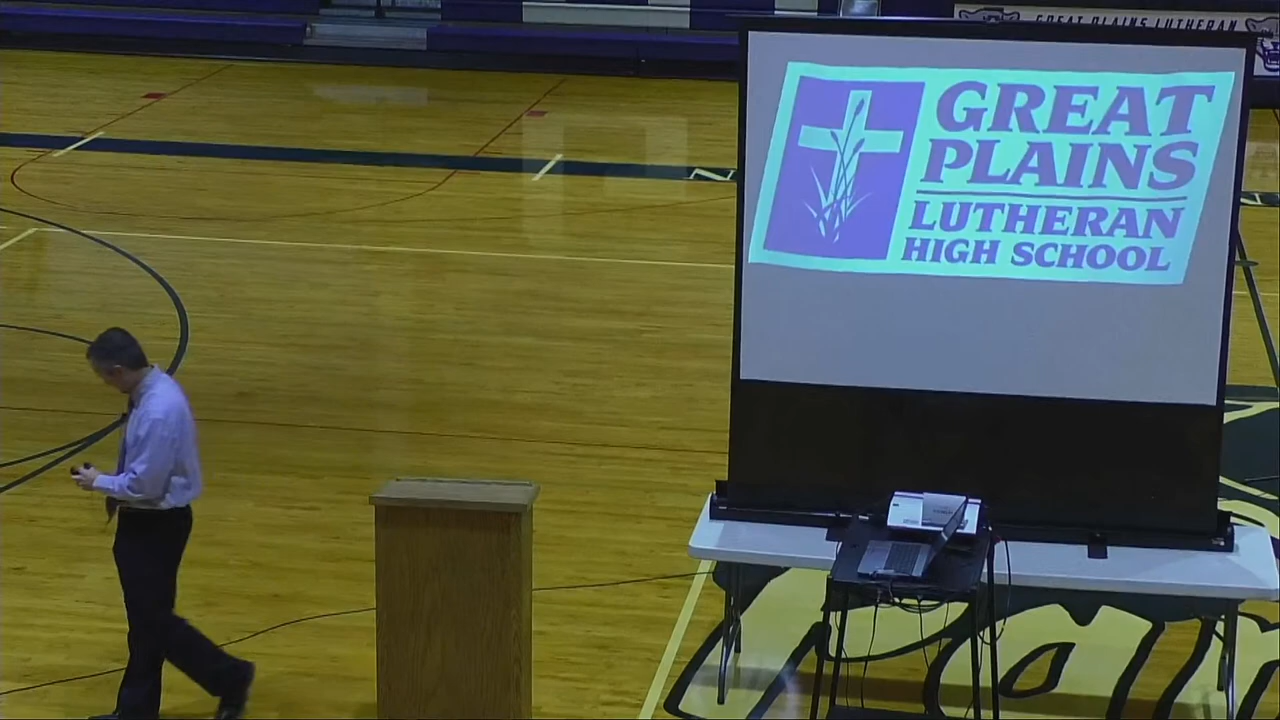 GREAT PLAINS LUTHERAN
GREAT
PLAINS
LUTHERAN
HIGH SCHOOL
N